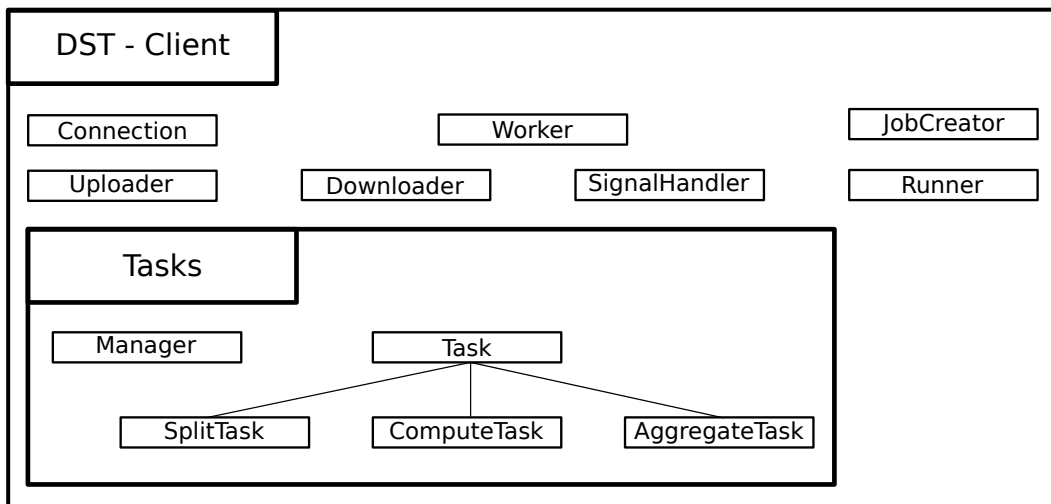 DST - Client
Connection
Worker
JobCreator
Uploader
Downloader
SignalHandler
Runner
Tasks
Manager
Task
SplitTask
ComputeTask
AggregateTask